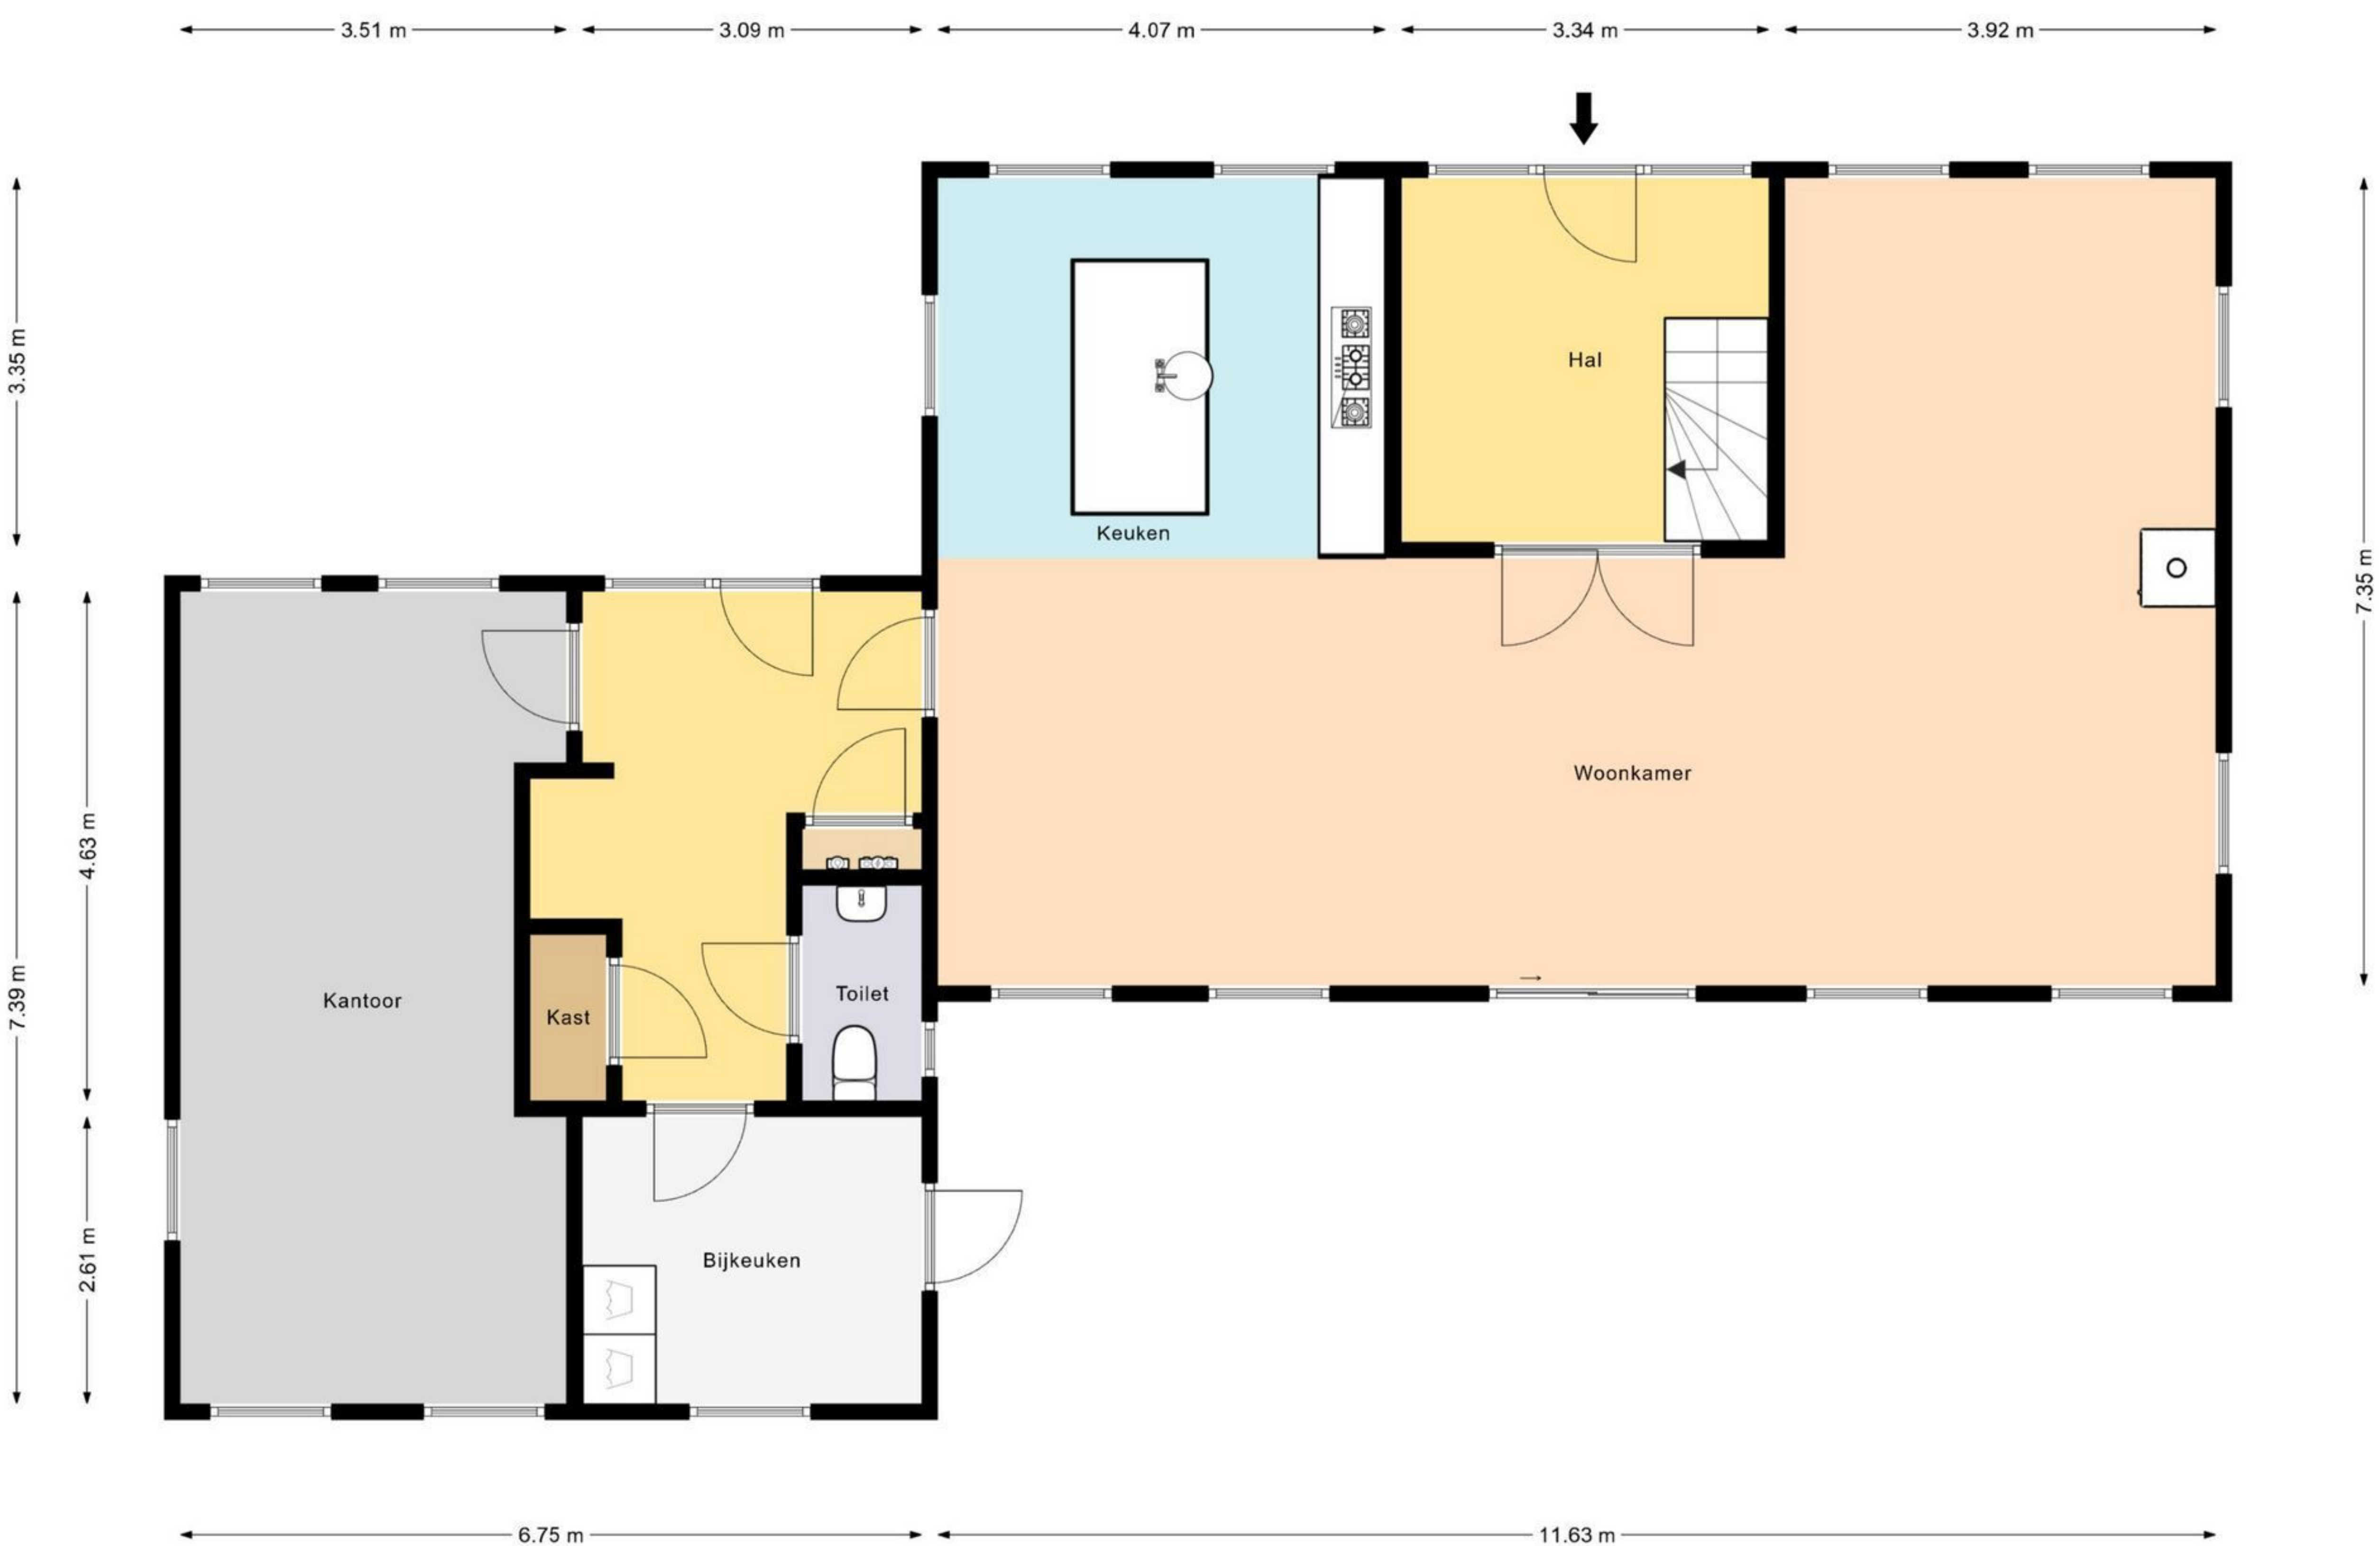 3.51 m
3.09 m
4.07 m
3.34 m
3.92 m
3.35 m
Hal
Keuken
7.35 m
Woonkamer
4.63 m
7.39 m
Kantoor
Toilet
Kast
2.61 m
Bijkeuken
6.75 m
11.63 m